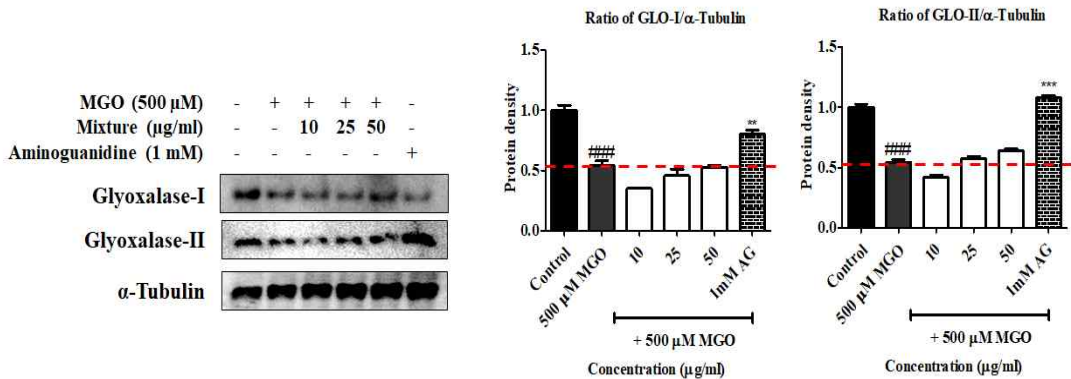 MGO (500 μM) - + + + + -
Mixture (μg/ml) - - 10 25 50 -
Aminoguanidine (1 mM) - - - - - +
Glyoxalase-I
Glyoxalase-II
α-Tubulin
Ratio of GLO-I/α-Tubulin
Protein density
1.5
1.0
0.5
0.0
###
**
Control
500 μM MGO
10
25
50
1mM AG
+ 500 μM MGO
Concentration (μg/ml)
Ratio of GLO-II/α-Tubulin
Protein density
1.5
1.0
0.5
0.0
###
***
Control
500 μM MGO
10
25
50
1mM AG
+ 500 μM MGO
Concentration (μg/ml)